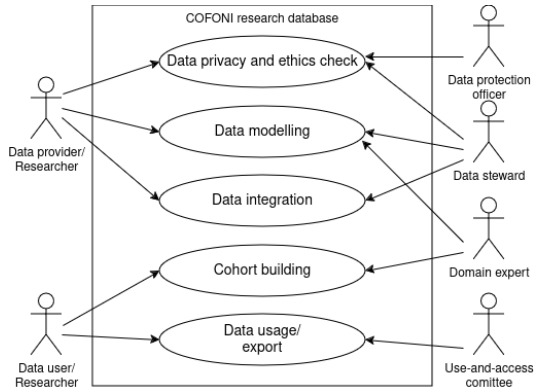 COFONI research database
Data privacy and ethics check
Data protection
officer
Data provider/
Researcher
Data modelling
Data steward
Data integration
Cohort building
Domain expert
Data usage/
export
Data user/
Researcher
Use-and-access
comittee